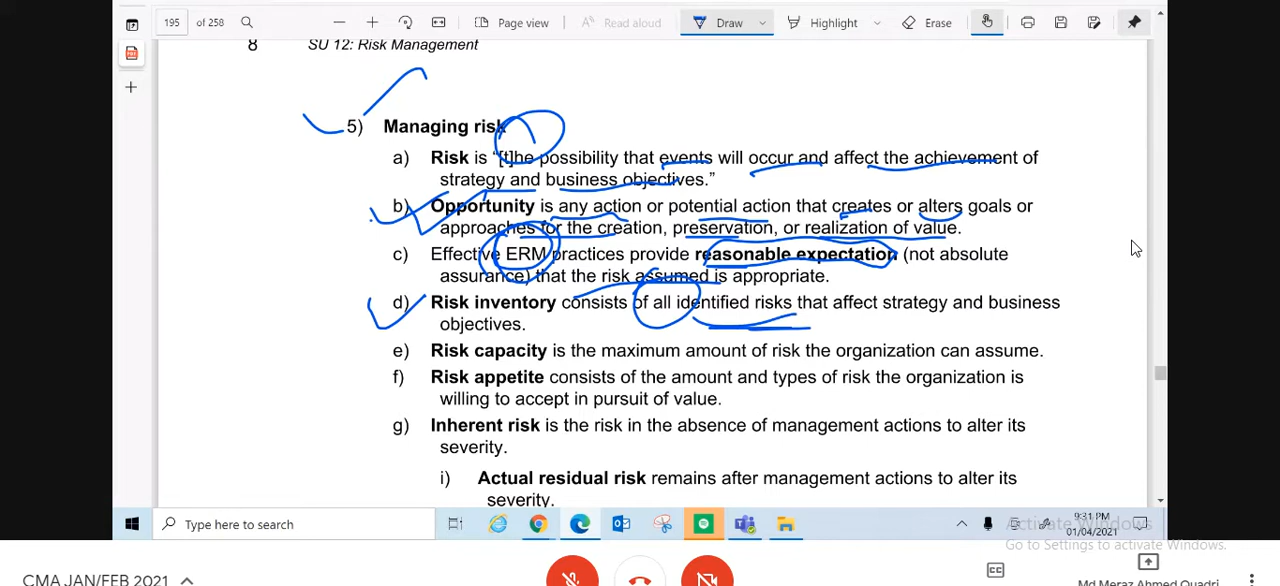 195 of 258 Page view Read aloud Draw Highlight Erase
8 SU 12: Risk Management
5) Managing risk
a) Risk is "[t]he possibility that events will occur and affect the achievement of
strategy and business objectives."
b) Opportunity is any action or potential action that creates or alters goals or
approaches for the creation, preservation, or realization of value.
c) Effective ERM practices provide reasonable expectation (not absolute
assurance) that the risk assumed is appropriate.
d) Risk inventory consists of all identified risks that affect strategy and business
objectives.
e) Risk capacity is the maximum amount of risk the organization can assume.
f) Risk appetite consists of the amount and types of risk the organization is
willing to accept in pursuit of value.
g) Inherent risk is the risk in the absence of management actions to alter its
severity.
i) Actual residual risk remains after management actions to alter its
severity.
Activate Windows
Go to Settings to activate Windows.
Type here to search
9:31 PM
01/04/2021
CMA JAN/FEB 2021
Md Meraz Ahmed Quadri